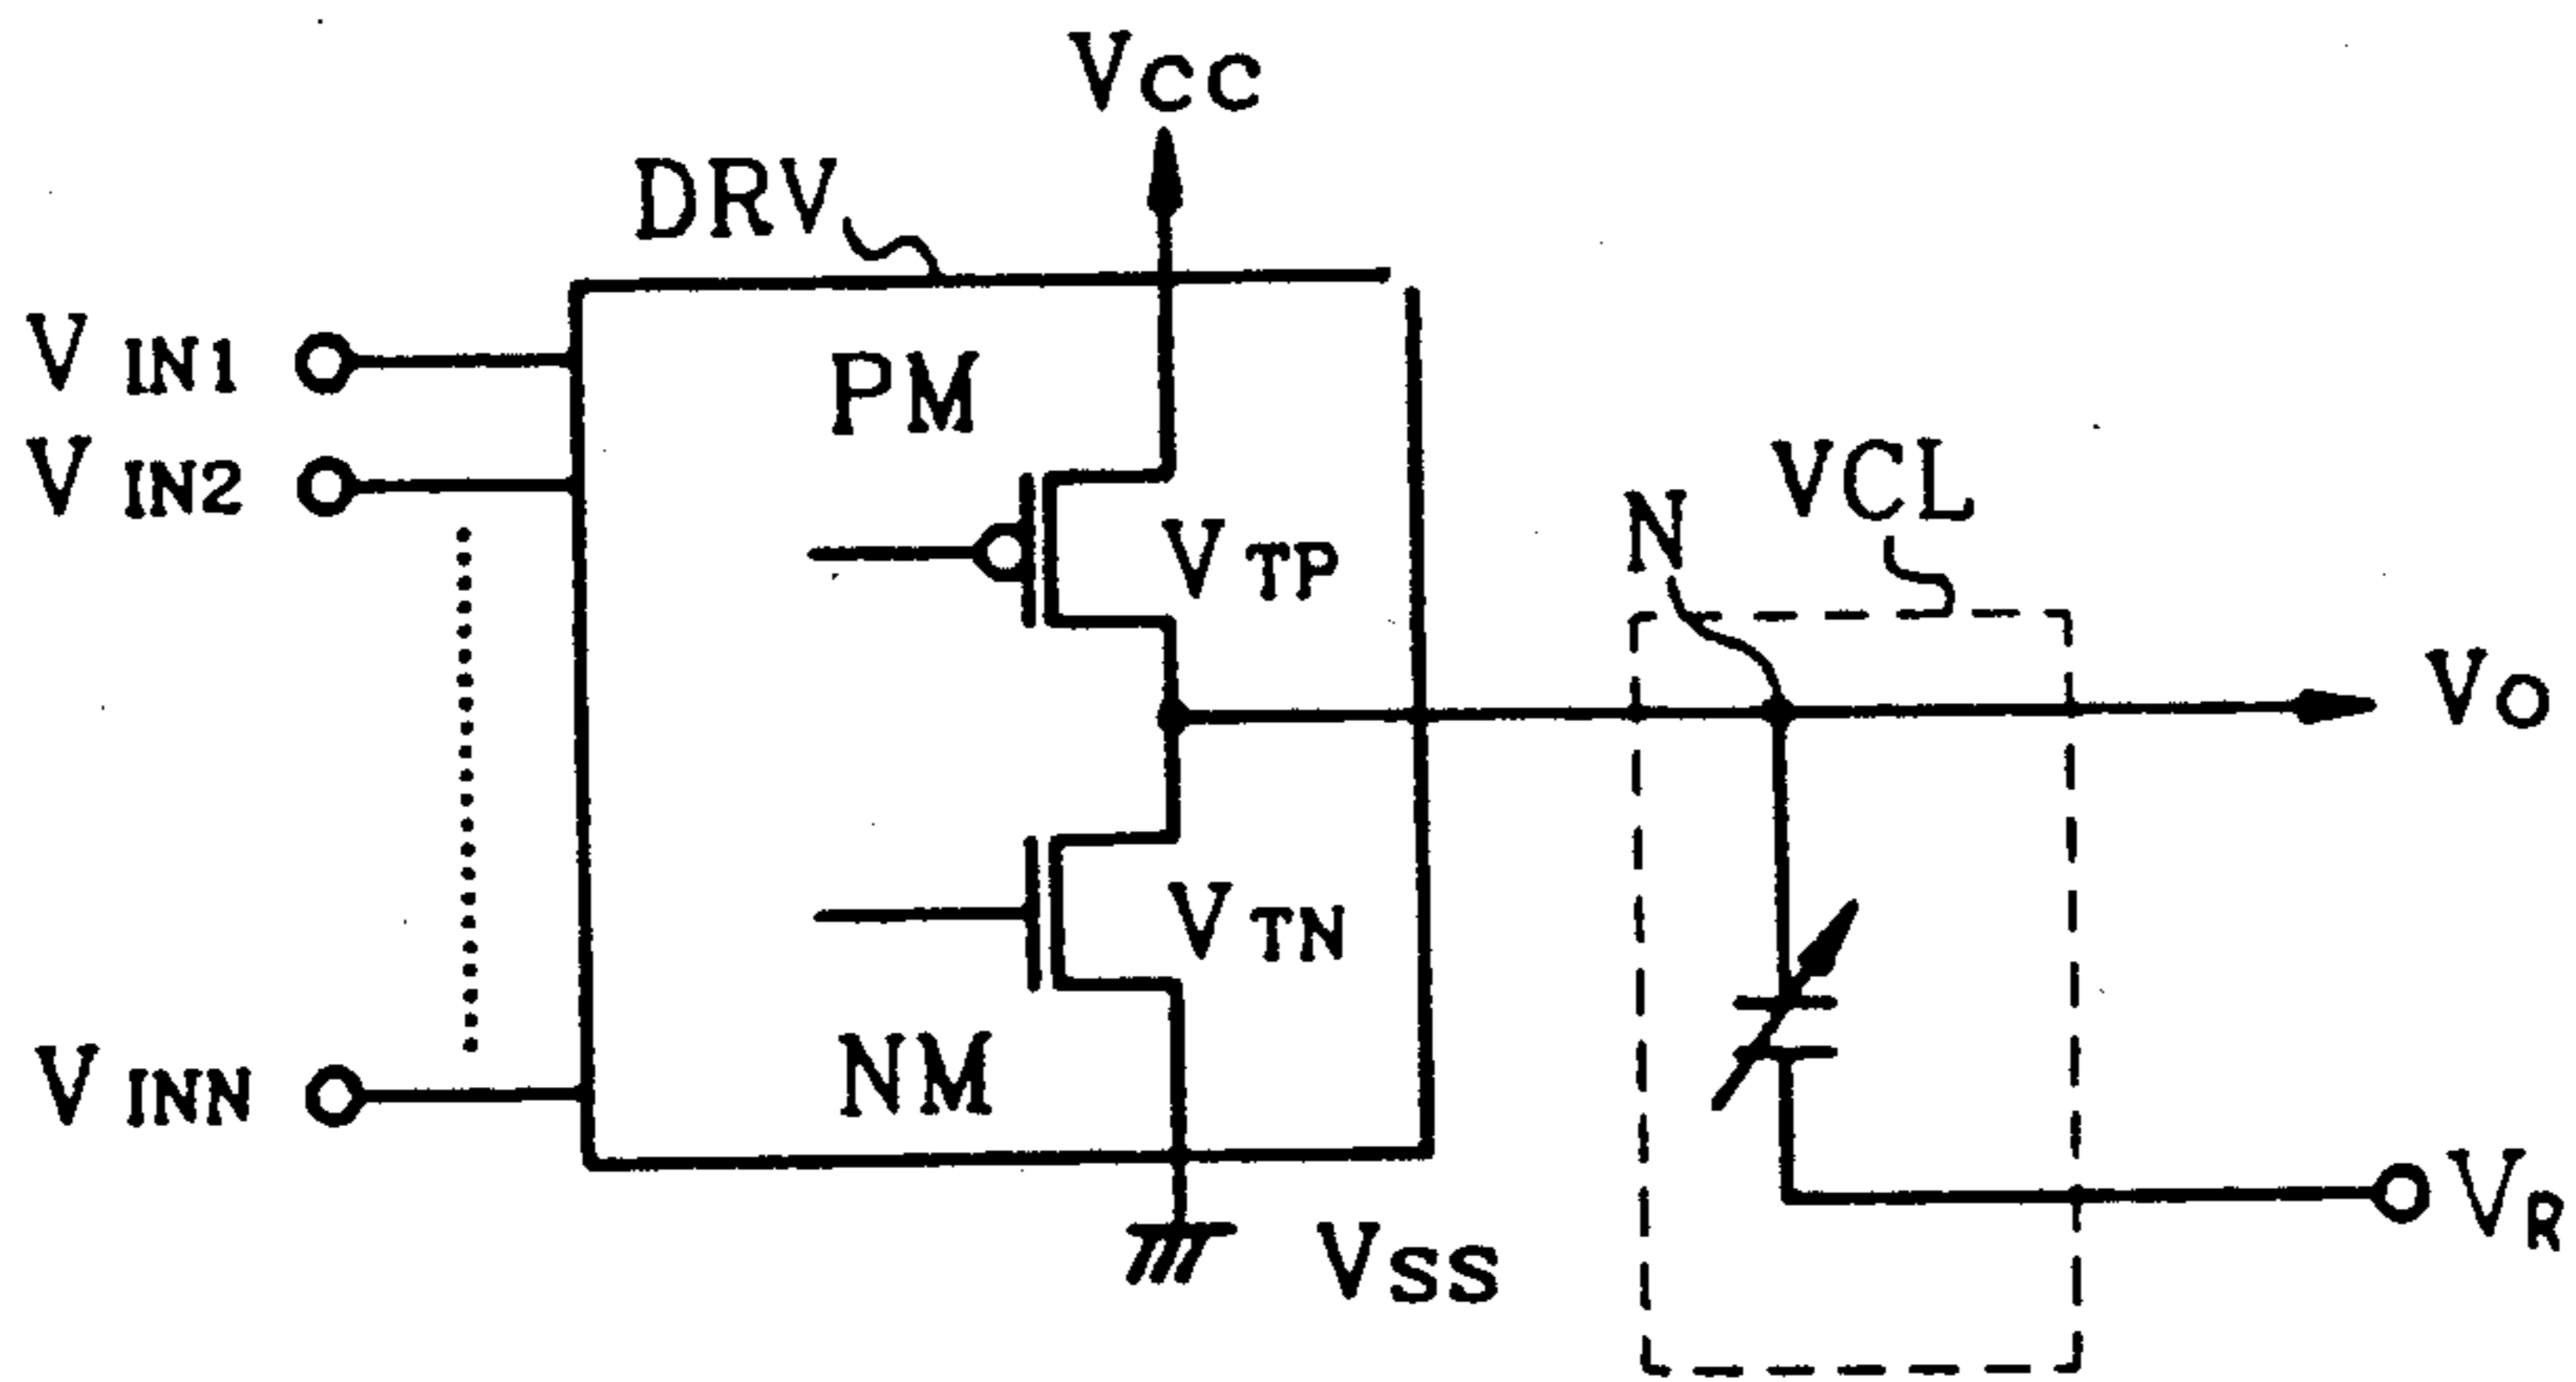 VCC
DRV
V IN1
PM
V IN2
VCL
N
V TP
VO
V TN
NM
V INN
VR
VSS